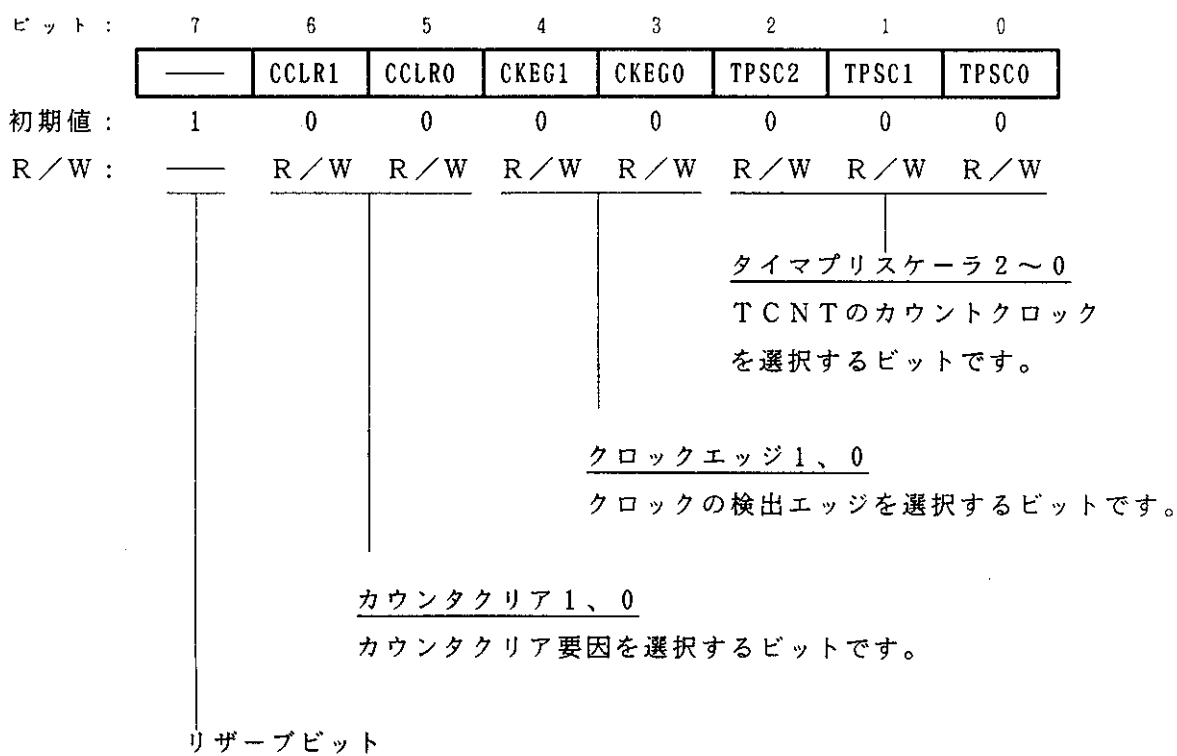 ビット： 7 6 5 4 3 2 1 0
―― CCLR1 CCLR0 CKEG1 CKEG0 TPSC2 TPSC1 TPSC0
初期値： 1 0 0 0 0 0 0 0
R／W： ―― R／W R／W R／W R／W R／W R／W R／W
タイマプリスケーラ2～0
TCNTのカウントクロック
を選択するビットです。
クロックエッジ1、0
クロックの検出エッジを選択するビットです。
カウンタクリア1、0
カウンタクリア要因を選択するビットです。
リザーブビット